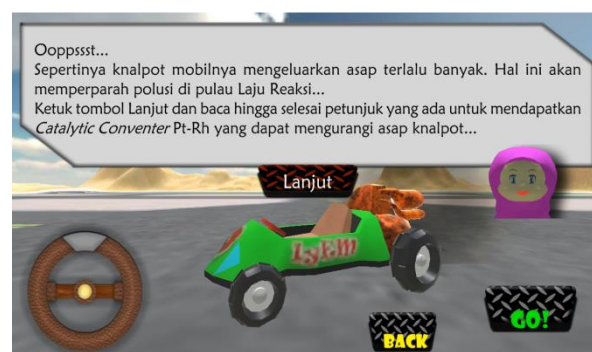 Ooppssst...
Sepertinya knalpot mobilnya mengeluarkan asap terlalu banyak. Hal ini akan
memperparah polusi di pulau Laju Reaksi...
Ketuk tombol Lanjut dan baca hingga selesai petunjuk yang ada untuk mendapatkan
Catalytic Conventer Pt-Rh yang dapat mengurangi asap knalpot...
Lanjut
IyEm
GO!
BACK